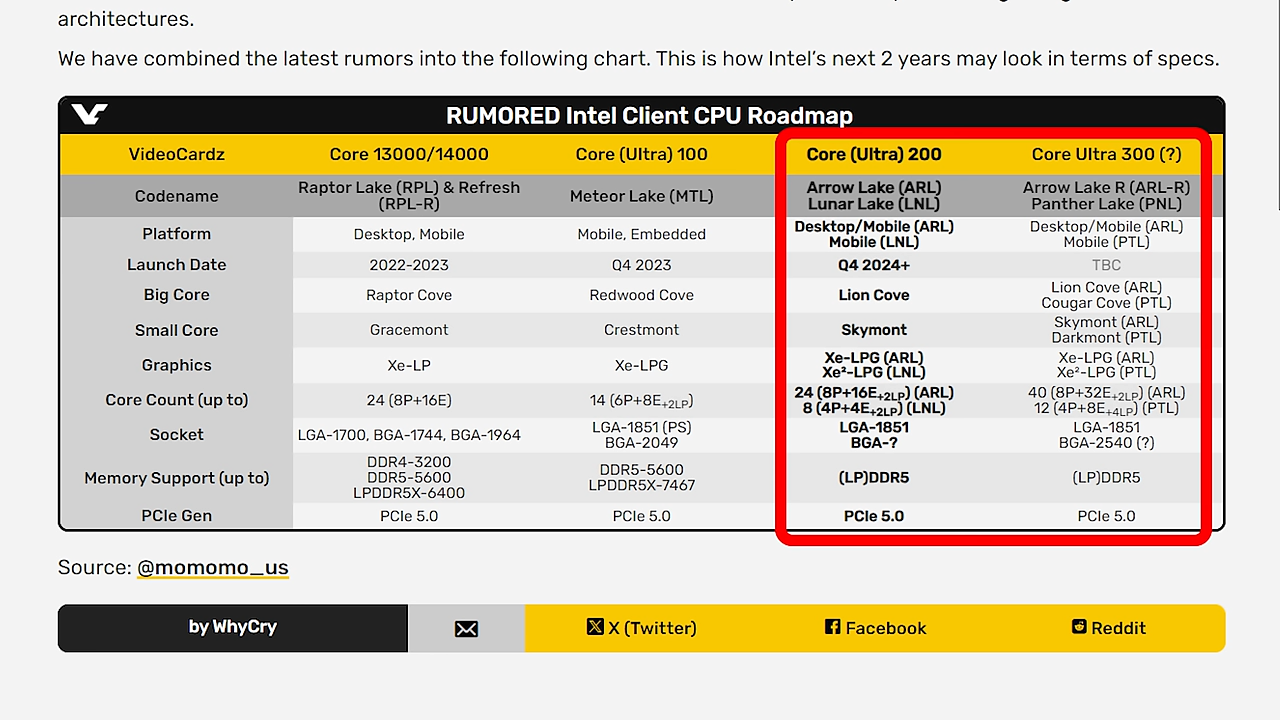 architectures.
We have combined the latest rumors into the following chart. This is how Intel's next 2 years may look in terms of specs.
RUMORED Intel Client CPU Roadmap
VideoCardz Core 13000/14000 Core (Ultra) 100 Core (Ultra) 200 Core Ultra 300 (?)
Codename Raptor Lake (RPL) & Refresh (RPL-R) Meteor Lake (MTL) Arrow Lake (ARL) Lunar Lake (LNL) Arrow Lake R (ARL-R) Panther Lake (PNL)
Platform Desktop, Mobile Mobile, Embedded Desktop/Mobile (ARL) Mobile (LNL) Desktop/Mobile (ARL) Mobile (PTL)
Launch Date 2022-2023 Q4 2023 Q4 2024+ TBC
Big Core Raptor Cove Redwood Cove Lion Cove Lion Cove (ARL) Cougar Cove (PTL)
Small Core Gracemont Crestmont Skymont Skymont (ARL) Darkmont (PTL)
Graphics Xe-LP Xe-LPG Xe-LPG (ARL) Xe²-LPG (LNL) Xe-LPG (ARL) Xe²-LPG (PTL)
Core Count (up to) 24 (8P+16E) 14 (6P+8E+2LP) 24 (8P+16E+2LP) (ARL) 8 (4P+4E+2LP) (LNL) 40 (8P+32E+2LP) (ARL) 12 (4P+8E+4LP) (PTL)
Socket LGA-1700, BGA-1744, BGA-1964 LGA-1851 (PS) BGA-2049 LGA-1851 BGA-? LGA-1851 BGA-2540 (?)
Memory Support (up to) DDR4-3200 DDR5-5600 LPDDR5X-6400 DDR5-5600 LPDDR5X-7467 (LP)DDR5 (LP)DDR5
PCIe Gen PCIe 5.0 PCIe 5.0 PCIe 5.0 PCIe 5.0
Source: @momomo_us
by WhyCry X (Twitter) Facebook Reddit